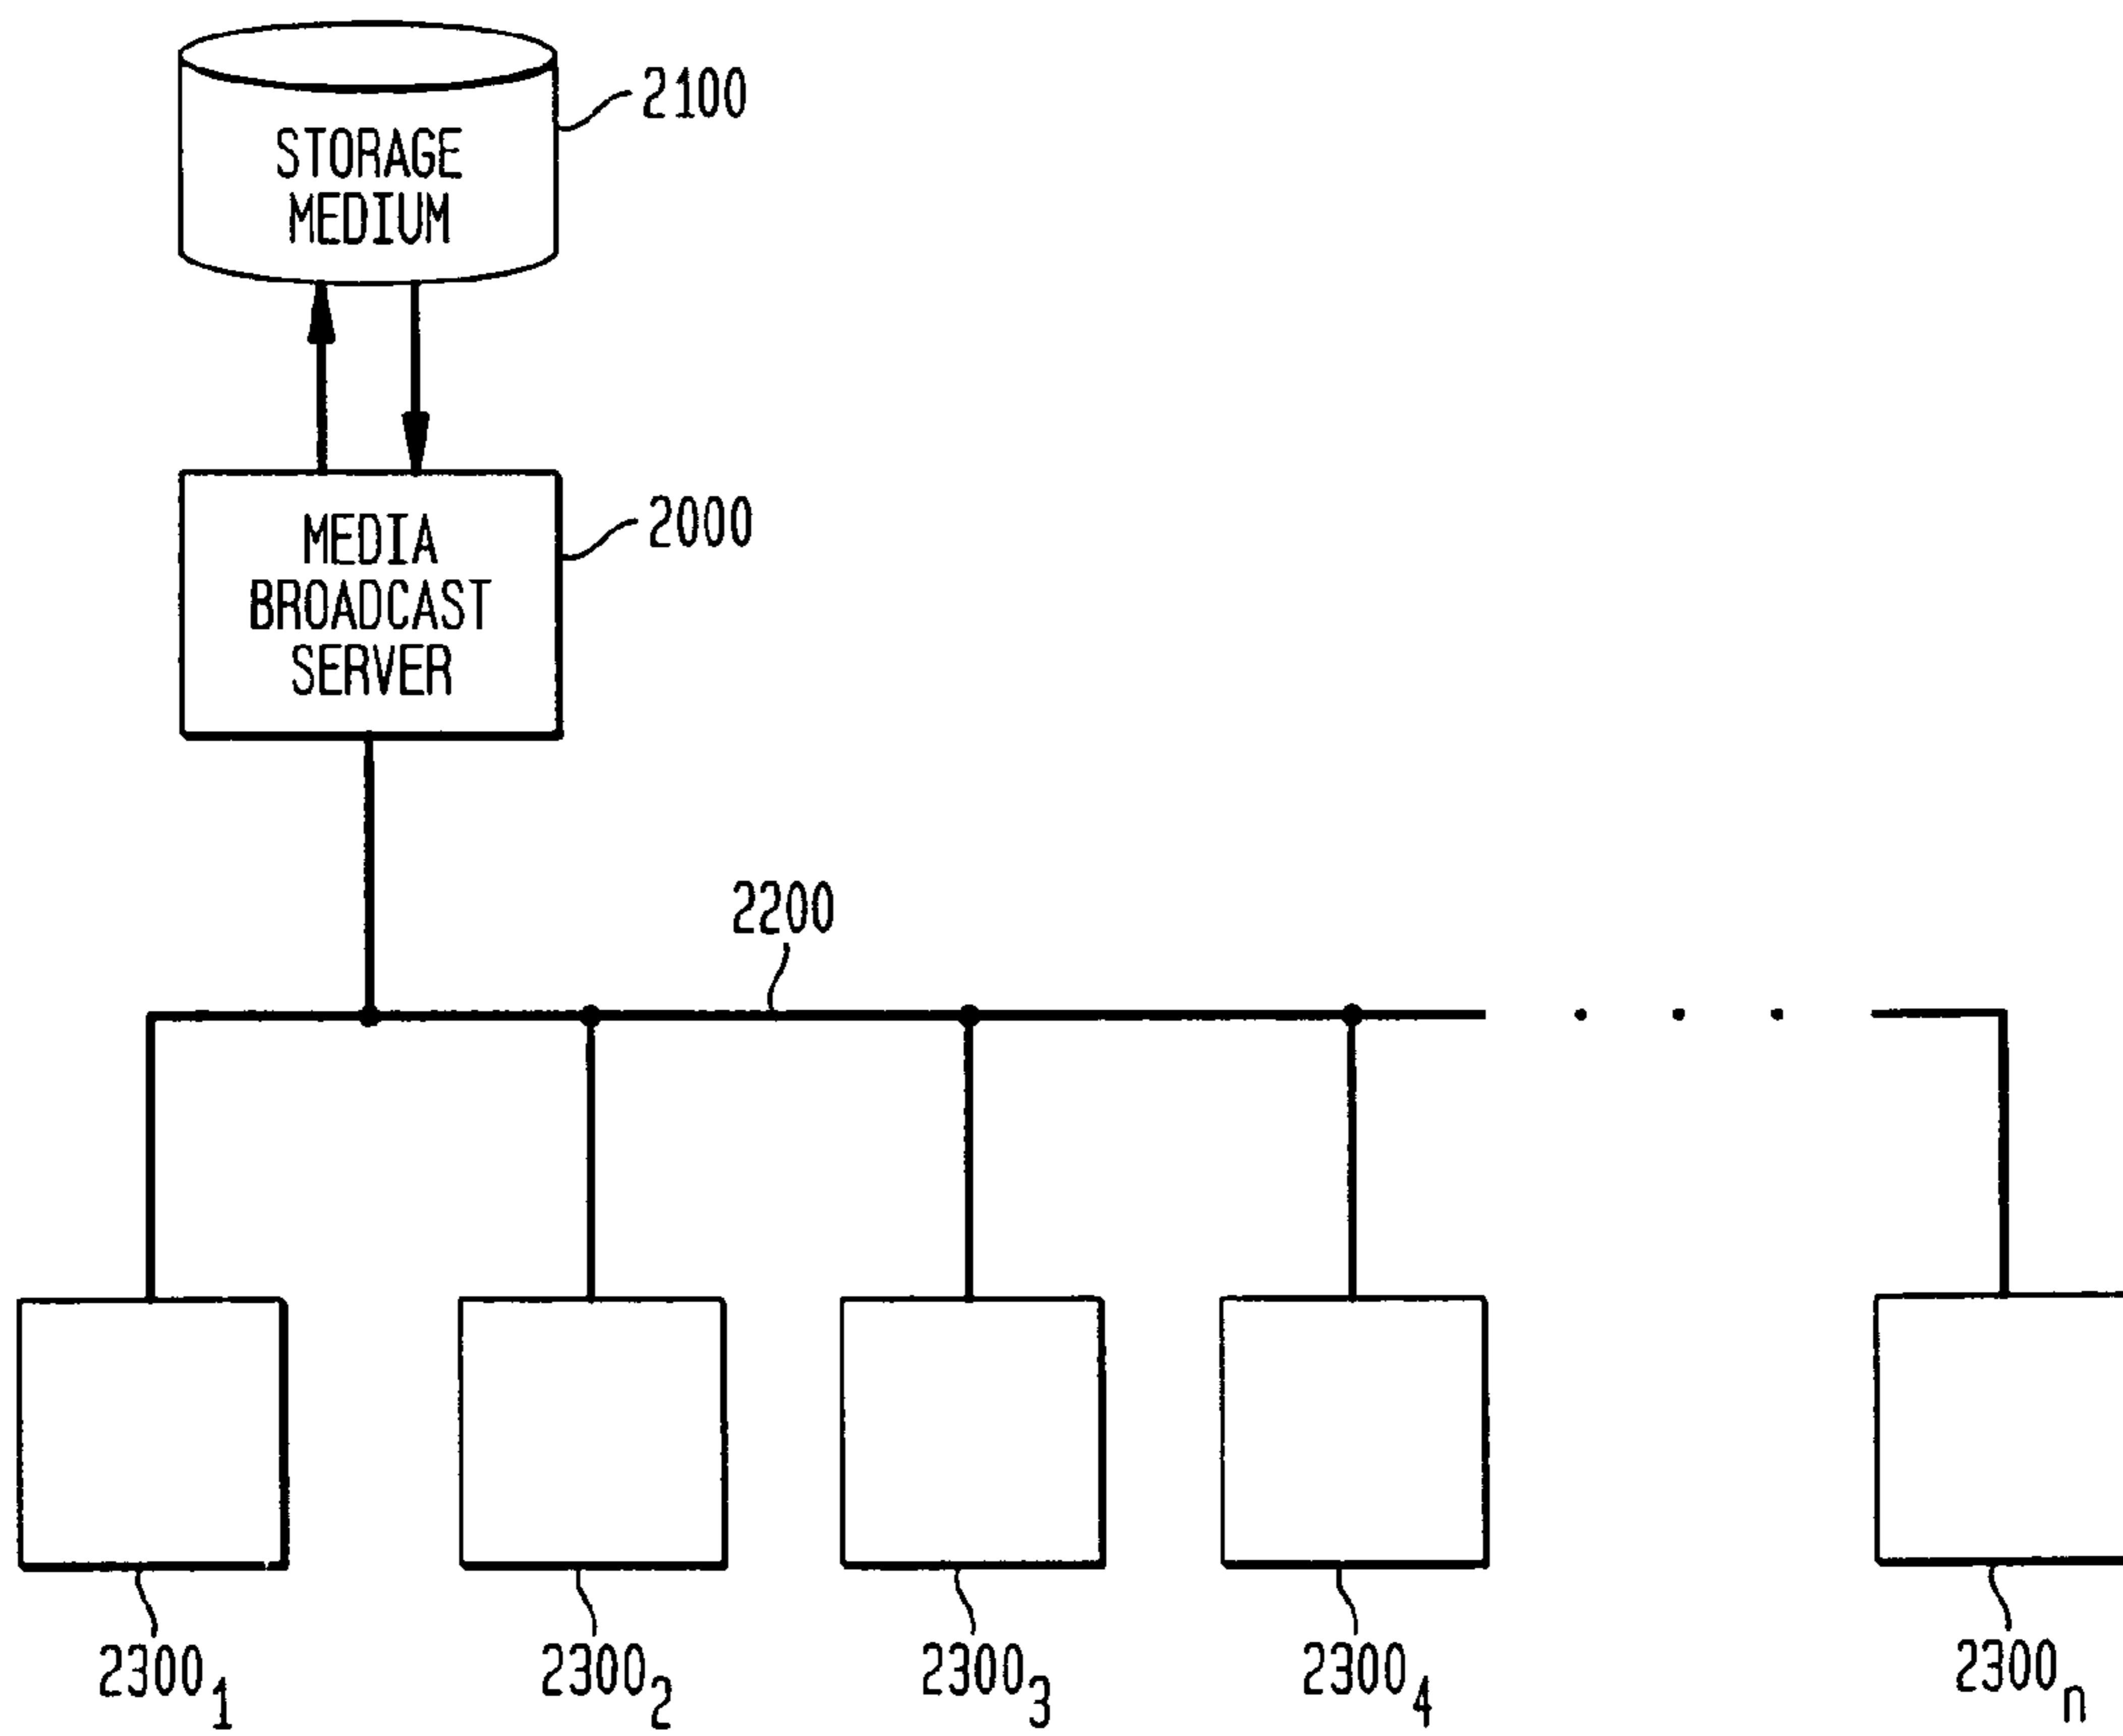 2100
STORAGE
MEDIUM
2000
MEDIA
BROADCAST
SERVER
2200
2300₁ 2300₂ 2300₃ 2300₄ 2300ₙ